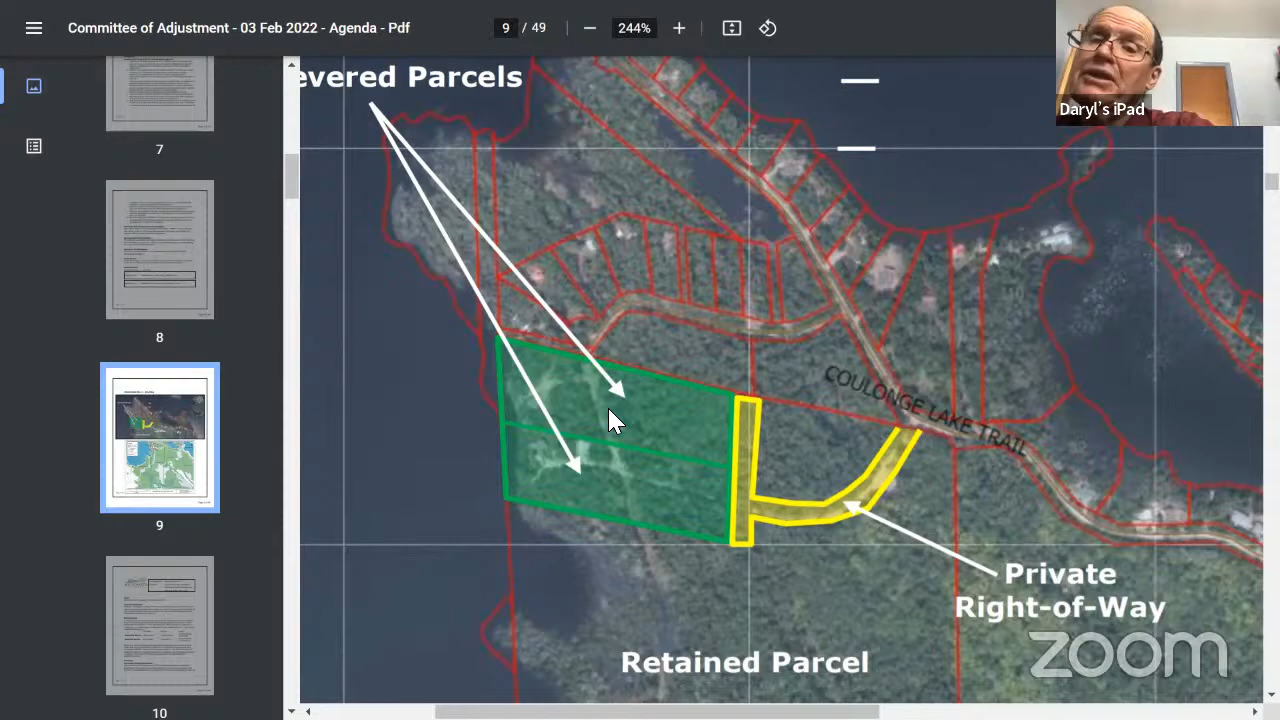 Committee of Adjustment - 03 Feb 2022 - Agenda - Pdf
9 / 49
244%
Daryl's iPad
evered Parcels
7
8
9
10
COULONGE LAKE TRAIL
Private
Right-of-Way
Retained Parcel
zoom